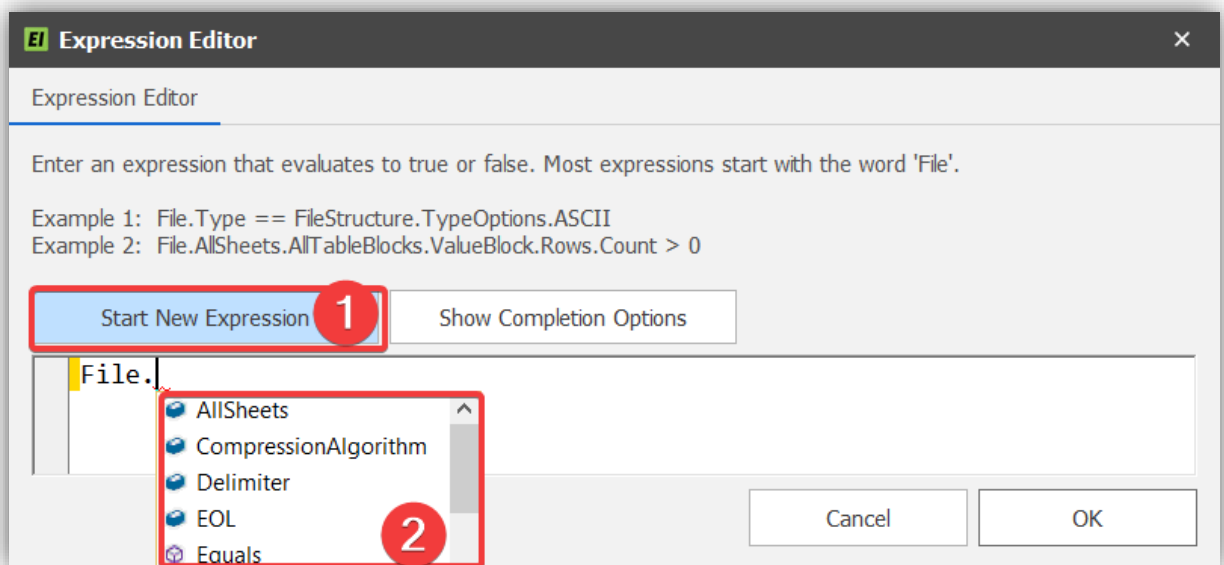 EI Expression Editor
Expression Editor
Enter an expression that evaluates to true or false. Most expressions start with the word 'File'.
Example 1: File.Type == FileStructure.TypeOptions.ASCII
Example 2: File.AllSheets.AllTableBlocks.ValueBlock.Rows.Count > 0
Start New Expression 1 Show Completion Options
File.
AllSheets
CompressionAlgorithm
Delimiter
EOL
Equals
2
Cancel OK